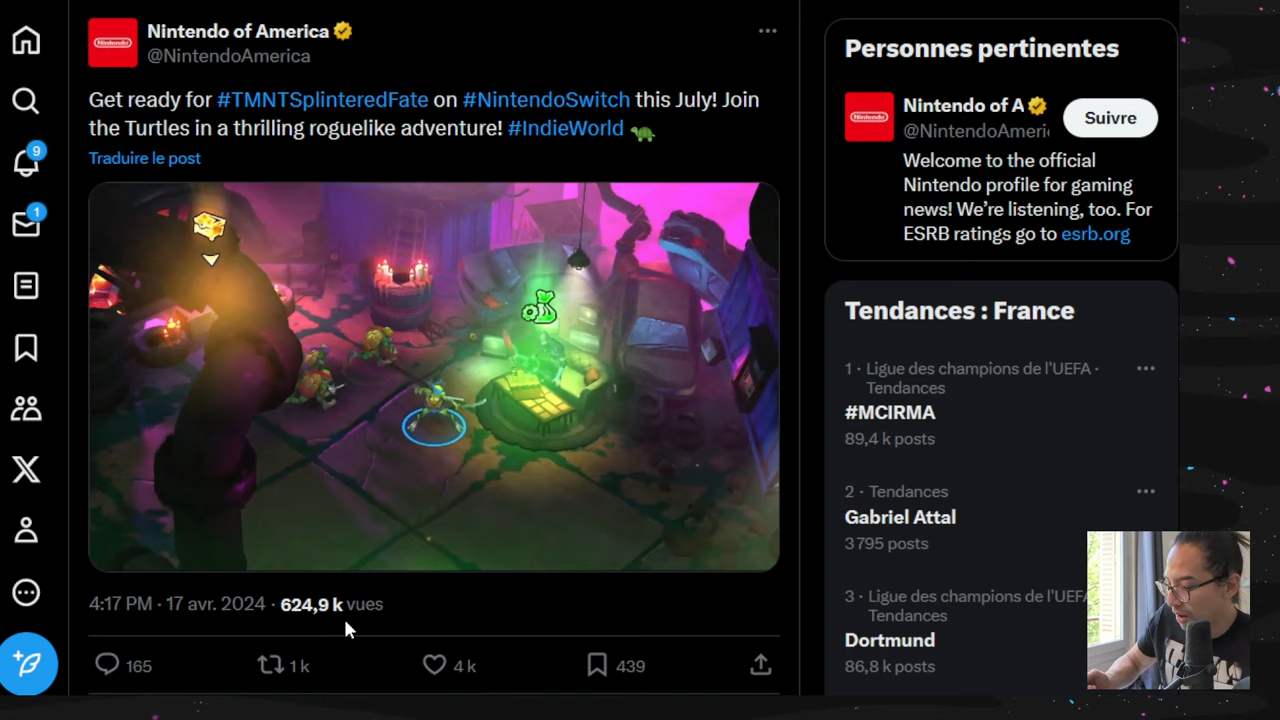 Nintendo of America
@NintendoAmerica
Get ready for #TMNTSplinteredFate on #NintendoSwitch this July! Join
the Turtles in a thrilling roguelike adventure! #IndieWorld
Traduire le post
4:17 PM · 17 avr. 2024 · 624,9 k vues
165
1 k
4 k
439
9
1
Nintendo
Personnes pertinentes
Nintendo
Nintendo of A
@NintendoAmeri
Suivre
Welcome to the official
Nintendo profile for gaming
news! We’re listening, too. For
ESRB ratings go to esrb.org
Tendances : France
1 · Ligue des champions de l'UEFA ·
Tendances
#MCIRMA
89,4 k posts
2 · Tendances
Gabriel Attal
3 795 posts
3 · Ligue des champions de l'UEFA
Tendances
Dortmund
86,8 k posts